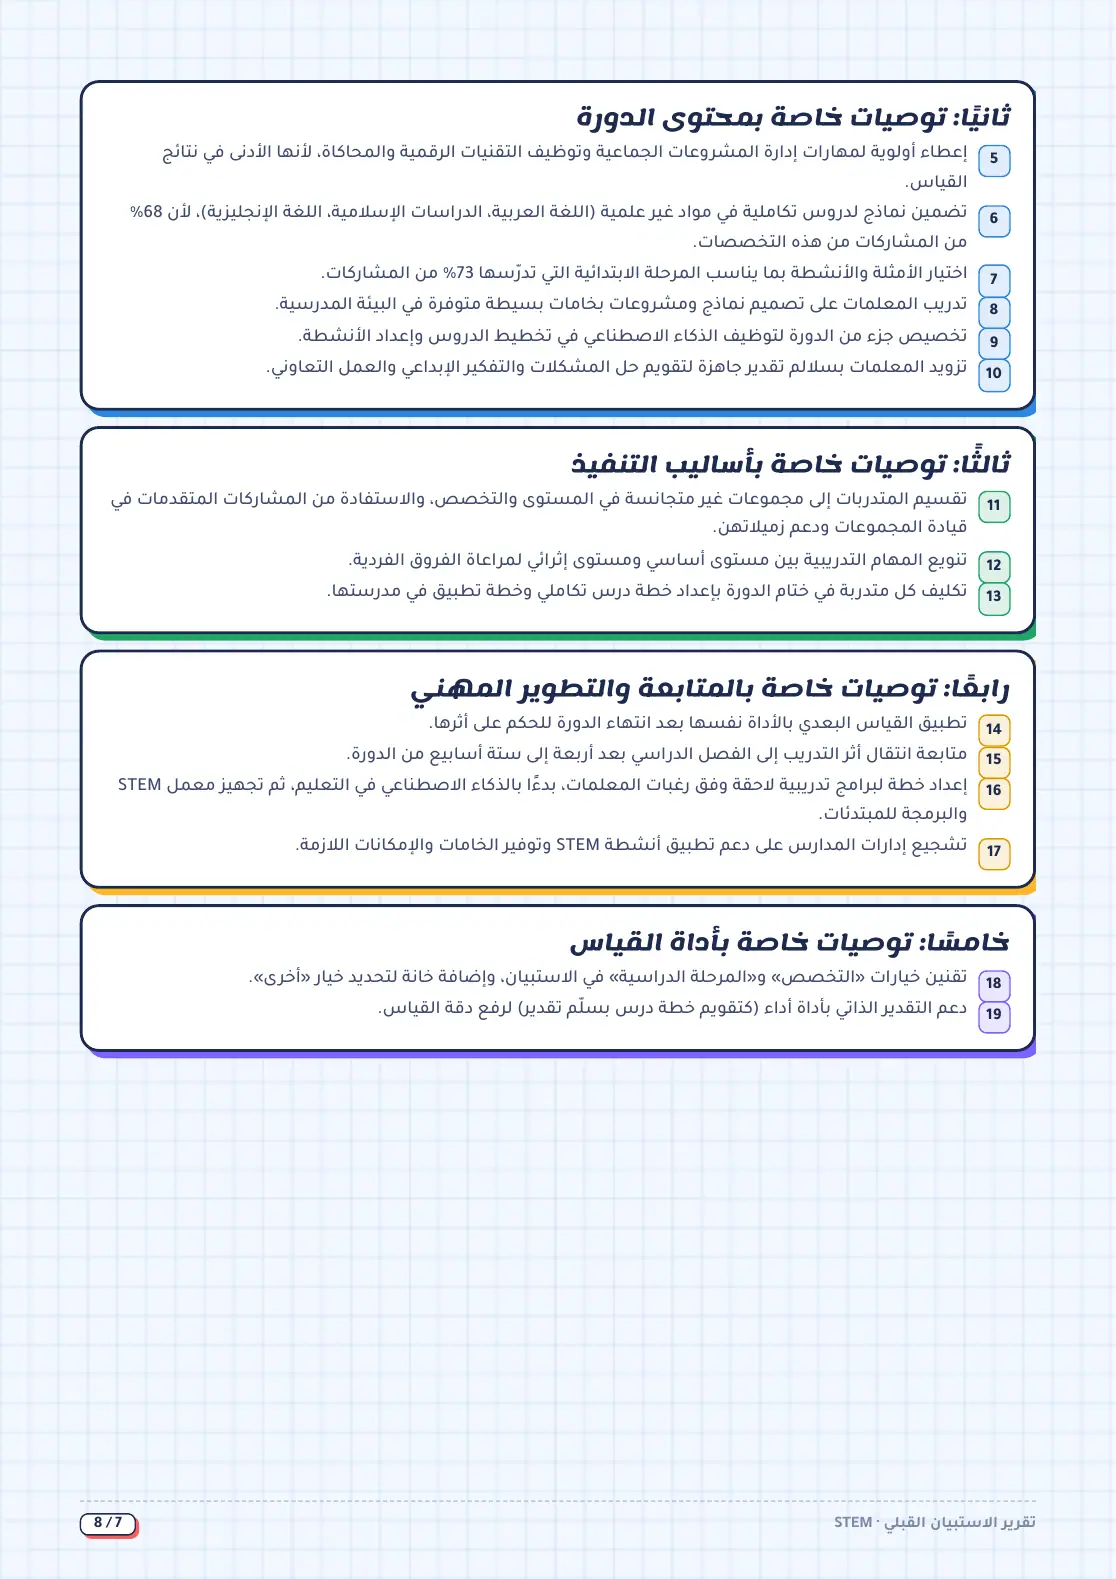 ثانيًا: توصيات خاصة بمحتوى الدورة
5 إعطاء أولوية لمهارات إدارة المشروعات الجماعية وتوظيف التقنيات الرقمية والمحاكاة، لأنها الأدنى في نتائج
القياس.
6 تضمين نماذج لدروس تكاملية في مواد غير علمية (اللغة العربية، الدراسات الإسلامية، اللغة الإنجليزية)، لأن 68%
من المشاركات من هذه التخصصات.
7 اختيار الأمثلة والأنشطة بما يناسب المرحلة الابتدائية التي تدرّسها 73% من المشاركات.
8 تدريب المعلمات على تصميم نماذج ومشروعات بخامات بسيطة متوفرة في البيئة المدرسية.
9 تخصيص جزء من الدورة لتوظيف الذكاء الاصطناعي في تخطيط الدروس وإعداد الأنشطة.
10 تزويد المعلمات بسلالم تقدير جاهزة لتقويم حل المشكلات والتفكير الإبداعي والعمل التعاوني.
ثالثًا: توصيات خاصة بأساليب التنفيذ
11 تقسيم المتدربات إلى مجموعات غير متجانسة في المستوى والتخصص، والاستفادة من المشاركات المتقدمات في
قيادة المجموعات ودعم زميلاتهن.
12 تنويع المهام التدريبية بين مستوى أساسي ومستوى إثرائي لمراعاة الفروق الفردية.
13 تكليف كل متدربة في ختام الدورة بإعداد خطة درس تكاملي وخطة تطبيق في مدرستها.
رابعًا: توصيات خاصة بالمتابعة والتطوير المهني
14 تطبيق القياس البعدي بالأداة نفسها بعد انتهاء الدورة للحكم على أثرها.
15 متابعة انتقال أثر التدريب إلى الفصل الدراسي بعد أربعة إلى ستة أسابيع من الدورة.
16 إعداد خطة لبرامج تدريبية لاحقة وفق رغبات المعلمات، بدءًا بالذكاء الاصطناعي في التعليم، ثم تجهيز معمل STEM
والبرمجة للمبتدئات.
17 تشجيع إدارات المدارس على دعم تطبيق أنشطة STEM وتوفير الخامات والإمكانات اللازمة.
خامسًا: توصيات خاصة بأداة القياس
18 تقنين خيارات «التخصص» و«المرحلة الدراسية» في الاستبيان، وإضافة خانة لتحديد خيار «أخرى».
19 دعم التقدير الذاتي بأداة أداء (كتقويم خطة درس بسلّم تقدير) لرفع دقة القياس.
تقرير الاستبيان القبلي · STEM
8 / 7